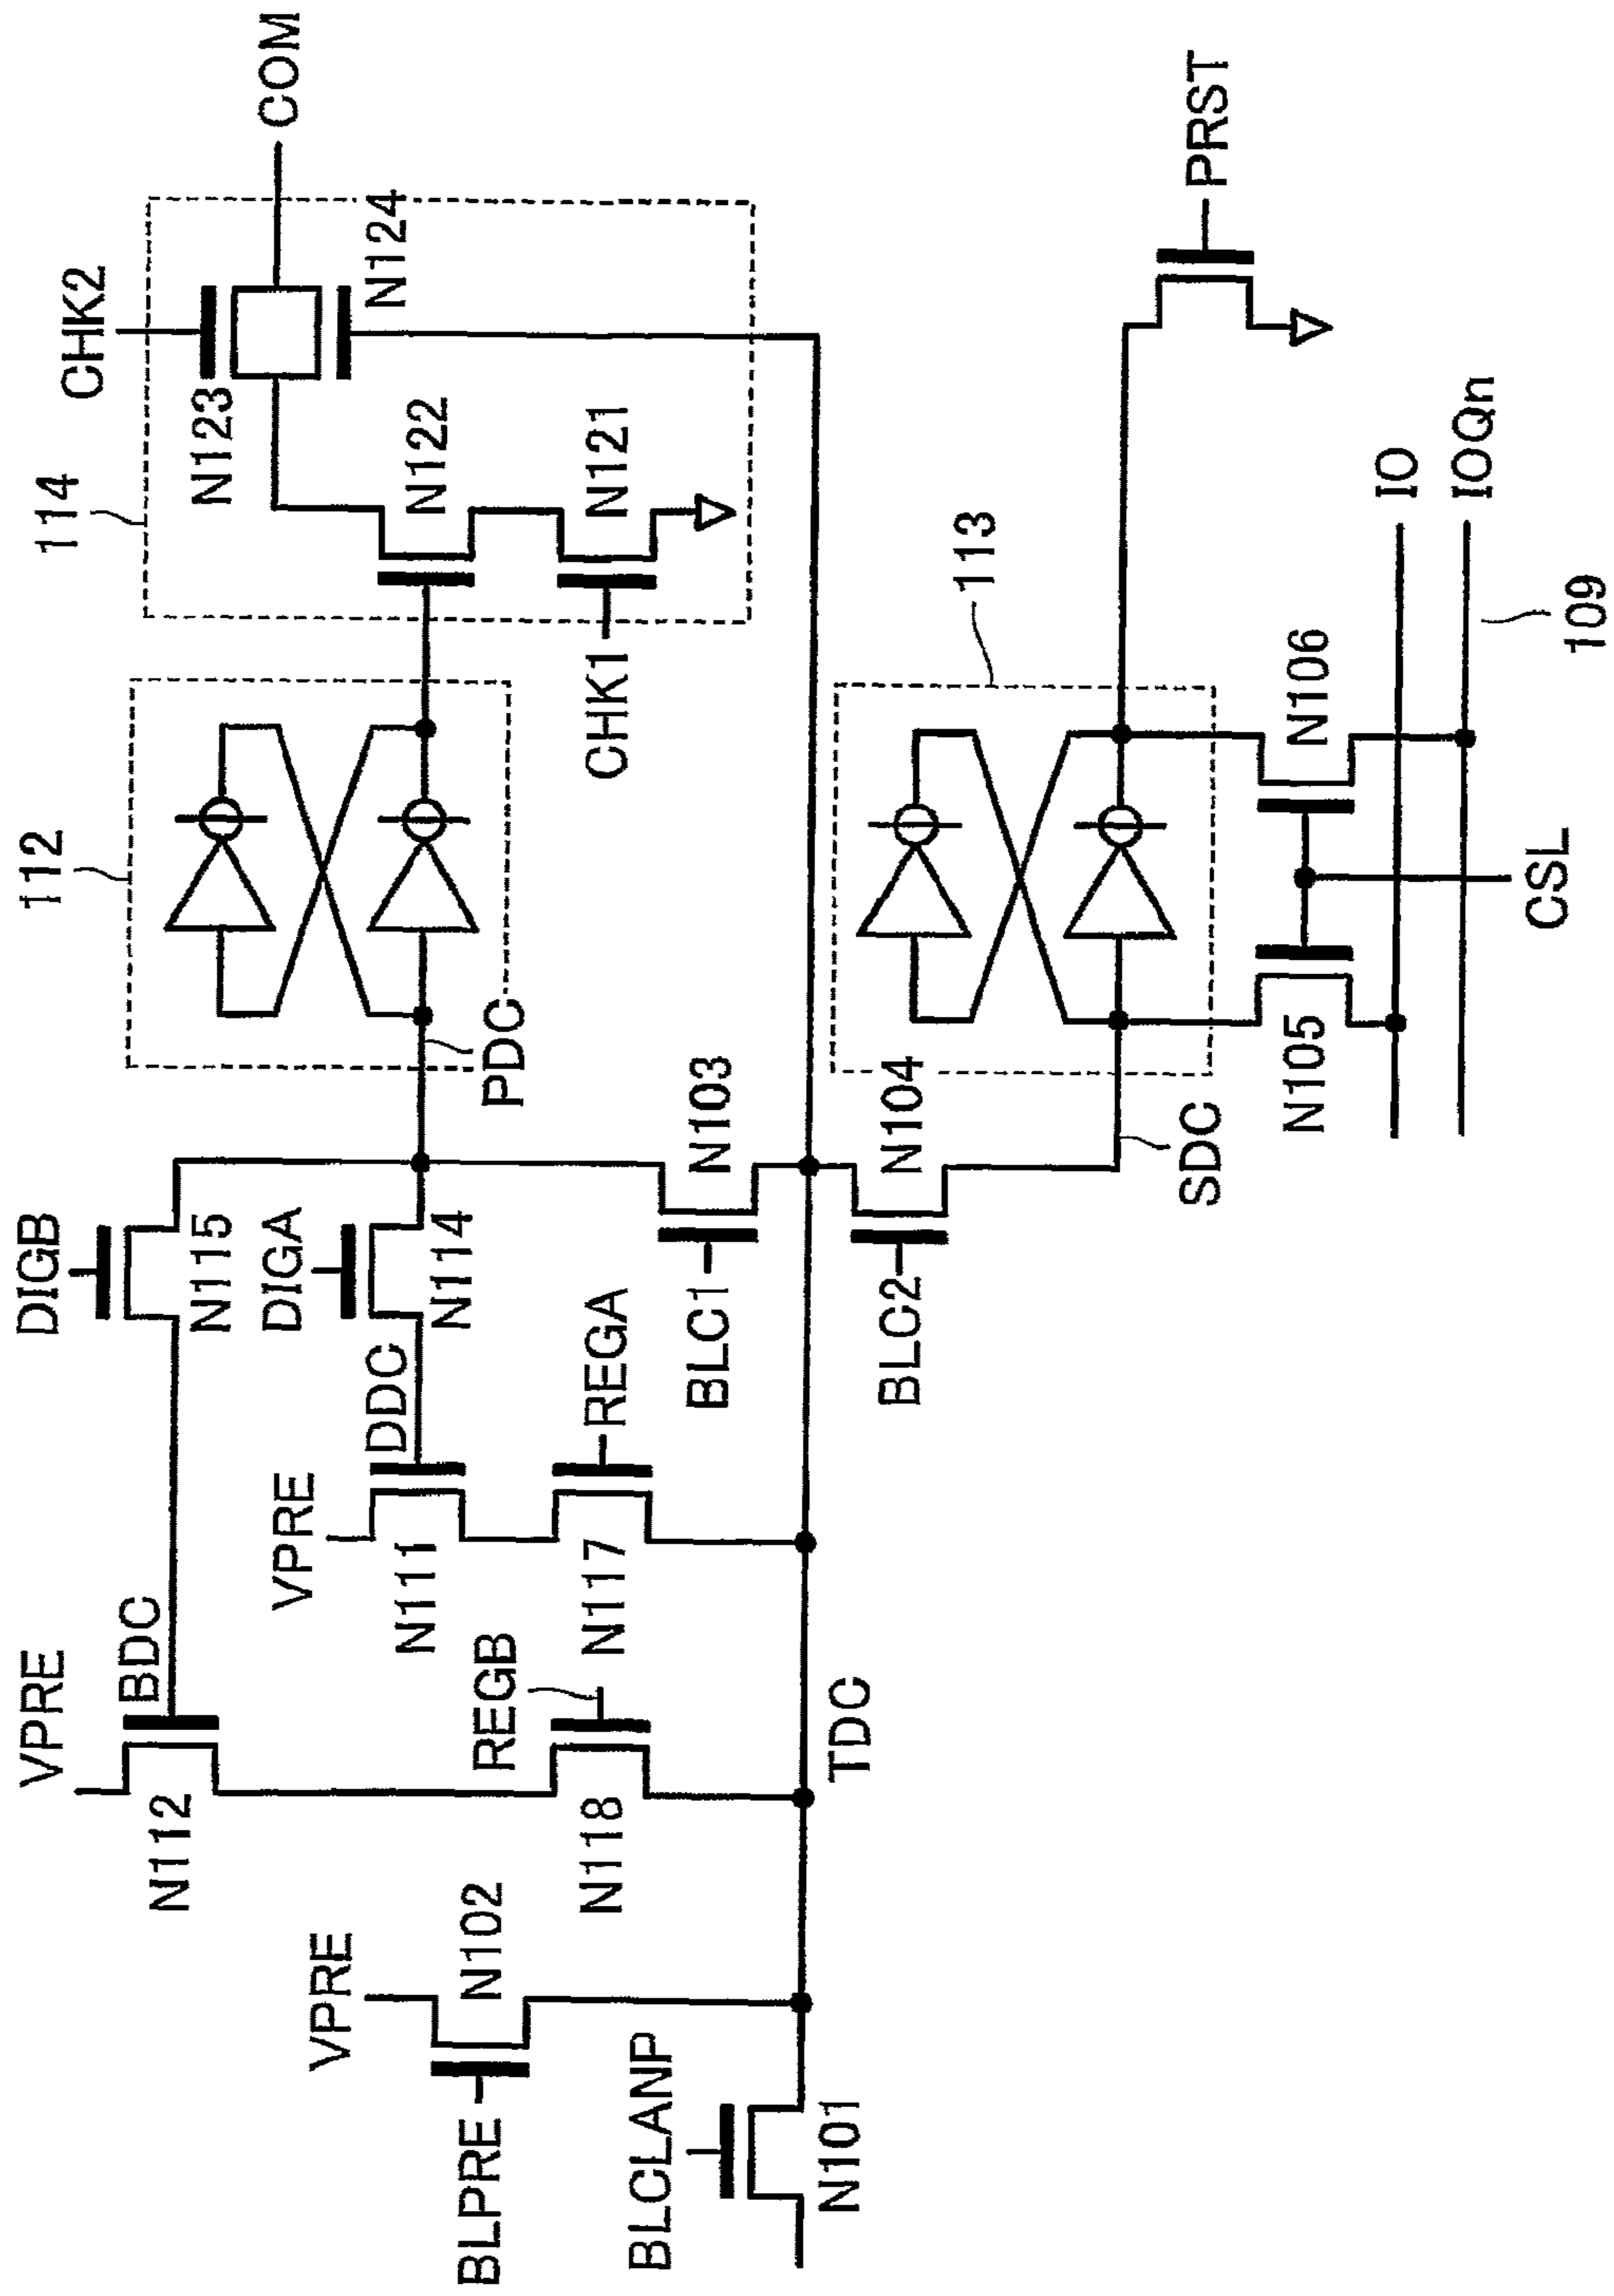 VPRE
BDC
DIGB
112
CHK2
114
COM
N112
N115
DIGA
N123
N124
VPRE
DDC
N114
PDC
N122
VPRE
N102
REGB
N111
REGA
CHK1
N121
BLPRE
N118
N117
BLC1
N103
BLCLANP
N101
TDC
BLC2
N104
113
PRST
SDC
N105
N106
IO
IOQn
CSL
109